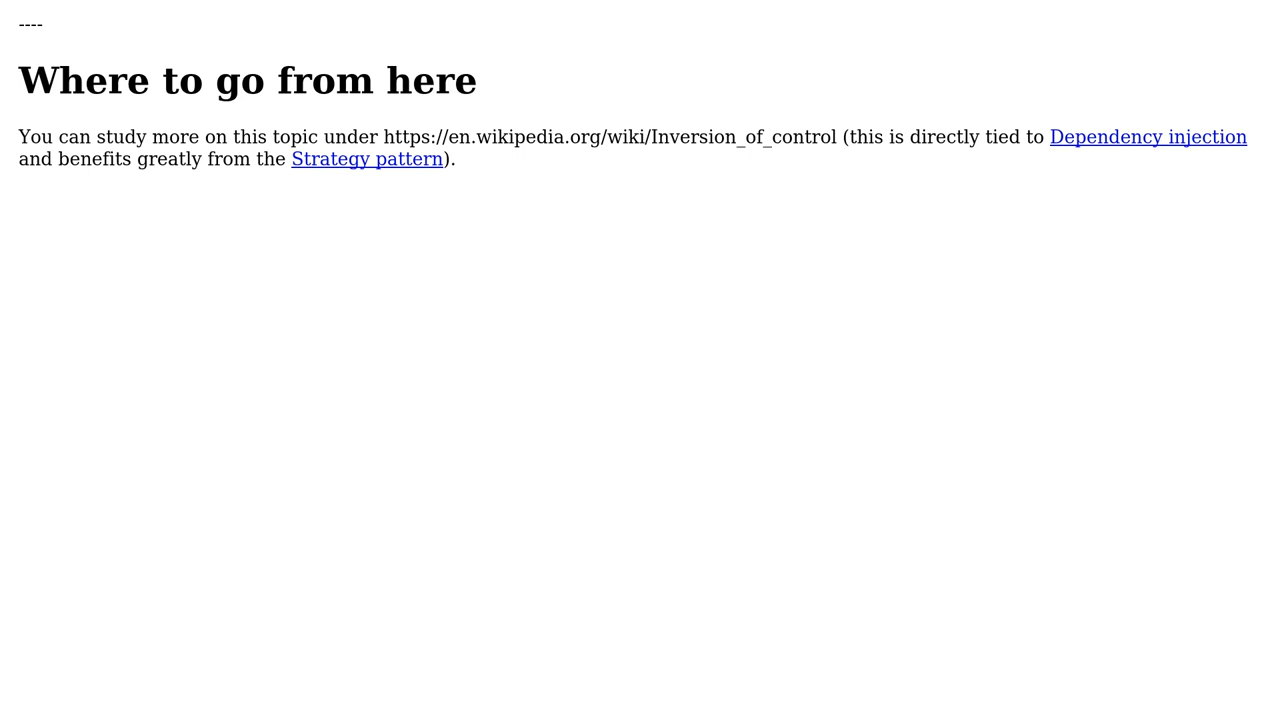 ----
Where to go from here
You can study more on this topic under https://en.wikipedia.org/wiki/Inversion_of_control (this is directly tied to Dependency injection
and benefits greatly from the Strategy pattern).